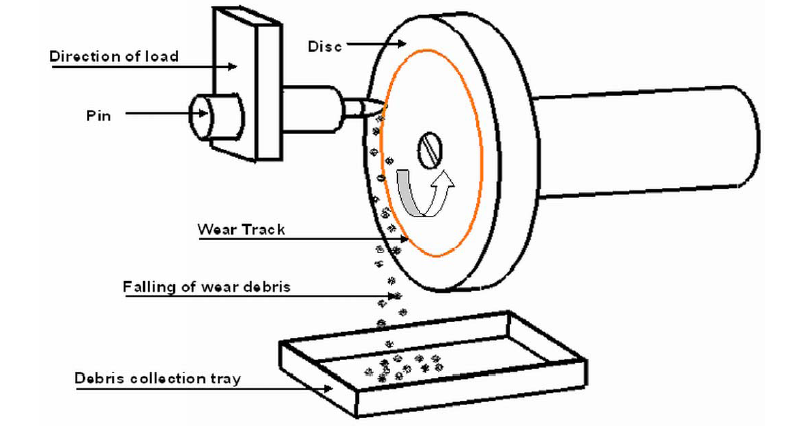 Direction of load
Disc
Pin
Wear Track
Falling of wear debris
Debris collection tray